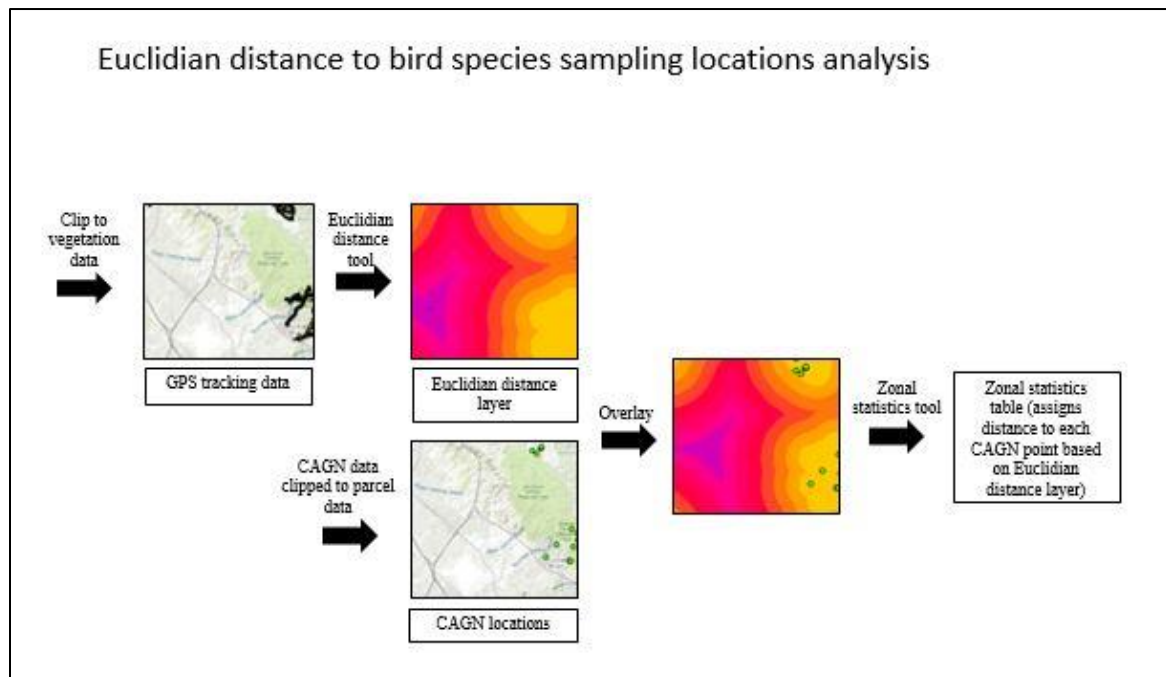 Euclidian distance to bird species sampling locations analysis
Clip to
vegetation
data
GPS tracking data
Euclidian
distance
tool
Euclidian distance
layer
CAGN data
clipped to parcel
data
CAGN locations
Overlay
Zonal
statistics tool
Zonal statistics
table (assigns
distance to each
CAGN point based
on Euclidian
distance layer)